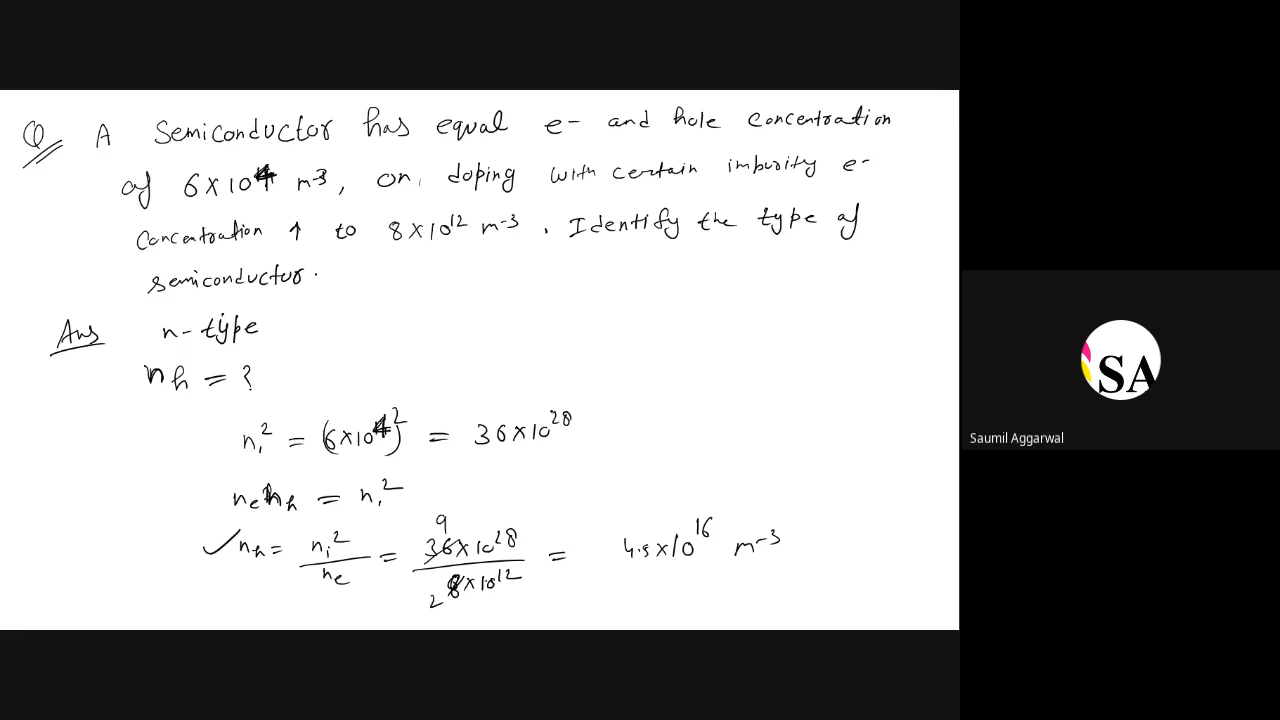 Q A Semiconductor has equal e- and hole concentration
of 6×10⁴ m⁻³, on, doping with certain impurity e-
concentration ↑ to 8×10¹² m⁻³. Identify the type of
semiconductor.
Ans n-type
nh = ?
nᵢ² = (6×10⁴)² = 36×10²⁸
ne nh = nᵢ²
✓ nh = nᵢ²/ne = 36×10²⁸/8×10¹² = 4.5×10¹⁶ m⁻³
9
2
SA
Saumil Aggarwal